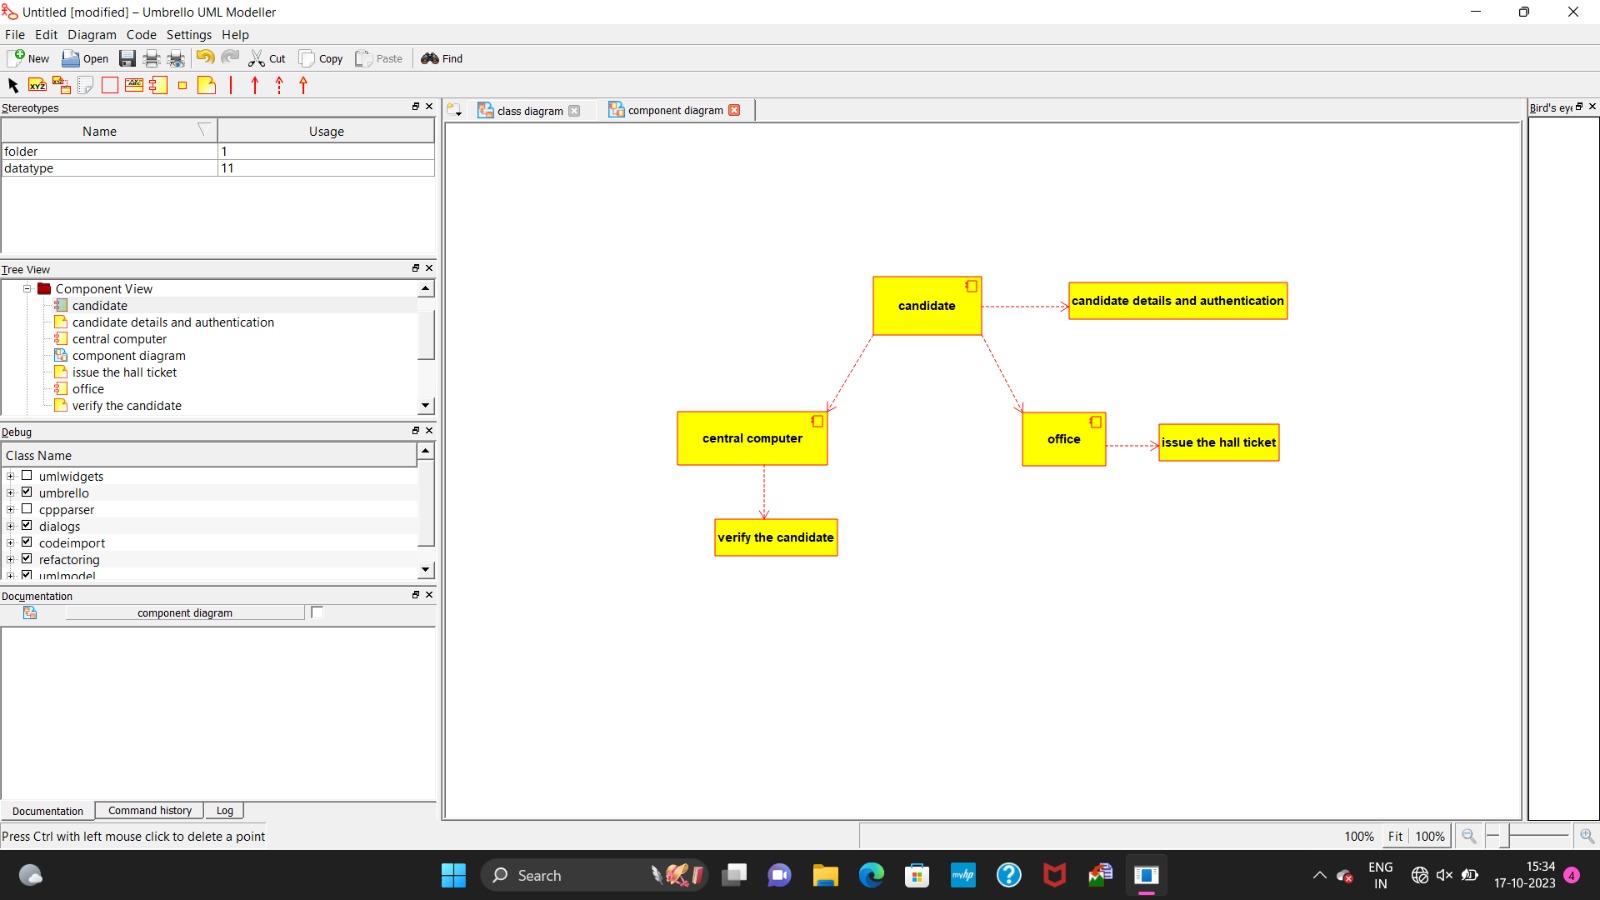 Untitled [modified] – Umbrello UML Modeller
File Edit Diagram Code Settings Help
New Open Cut Copy Paste Find
XYZ
Stereotypes
Name Usage
folder 1
datatype 11
Tree View
Component View
candidate
candidate details and authentication
central computer
component diagram
issue the hall ticket
office
verify the candidate
Debug
Class Name
umlwidgets
umbrello
cppparser
dialogs
codeimport
refactoring
umlmodel
Documentation
component diagram
Documentation Command history Log
Press Ctrl with left mouse click to delete a point
class diagram component diagram
candidate
candidate details and authentication
central computer
office
issue the hall ticket
verify the candidate
Bird's eye
100% Fit 100%
Search
myhp
ENG
IN
15:34
17-10-2023
4